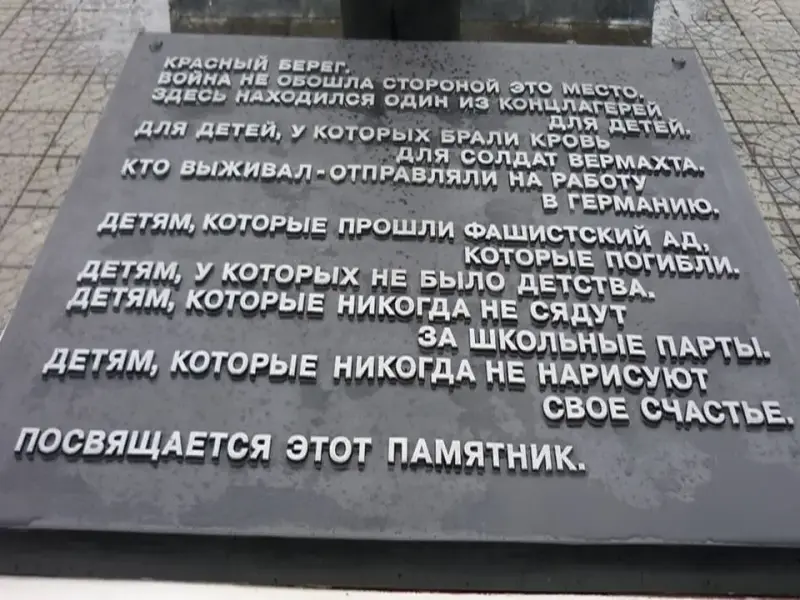 КРАСНЫЙ БЕРЕГ.
ВОЙНА НЕ ОБОШЛА СТОРОНОЙ ЭТО МЕСТО.
ЗДЕСЬ НАХОДИЛСЯ ОДИН ИЗ КОНЦЛАГЕРЕЙ
ДЛЯ ДЕТЕЙ.
ДЛЯ ДЕТЕЙ, У КОТОРЫХ БРАЛИ КРОВЬ
ДЛЯ СОЛДАТ ВЕРМАХТА.
КТО ВЫЖИВАЛ-ОТПРАВЛЯЛИ НА РАБОТУ
В ГЕРМАНИЮ.
ДЕТЯМ, КОТОРЫЕ ПРОШЛИ ФАШИСТСКИЙ АД,
КОТОРЫЕ ПОГИБЛИ.
ДЕТЯМ, У КОТОРЫХ НЕ БЫЛО ДЕТСТВА.
ДЕТЯМ, КОТОРЫЕ НИКОГДА НЕ СЯДУТ
ЗА ШКОЛЬНЫЕ ПАРТЫ.
ДЕТЯМ, КОТОРЫЕ НИКОГДА НЕ НАРИСУЮТ
СВОЕ СЧАСТЬЕ.
ПОСВЯЩАЕТСЯ ЭТОТ ПАМЯТНИК.